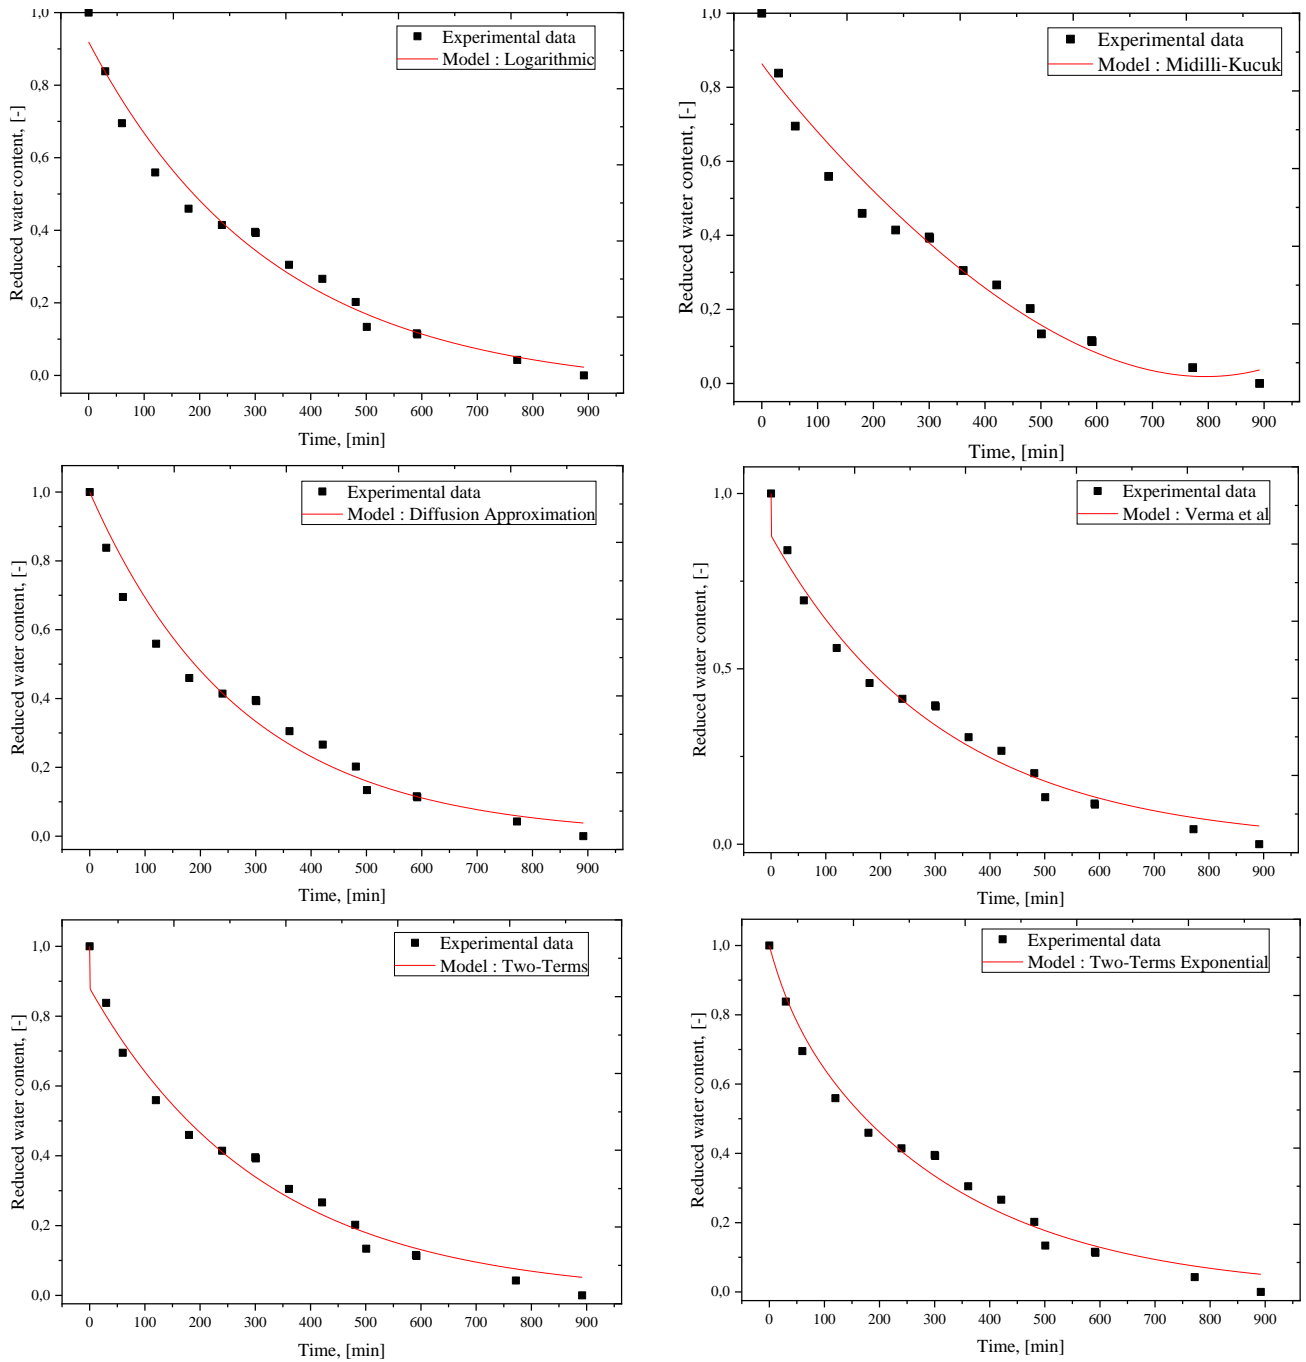 1,0
0,8
0,6
0,4
0,2
0,0
Reduced water content, [-]
Experimental data
Model : Logarithmic
0 100 200 300 400 500 600 700 800 900
Time, [min]
1,0
0,8
0,6
0,4
0,2
0,0
Reduced water content, [-]
Experimental data
Model : Midilli-Kucuk
0 100 200 300 400 500 600 700 800 900
Time, [min]
1,0
0,8
0,6
0,4
0,2
0,0
Reduced water content, [-]
Experimental data
Model : Diffusion Approximation
0 100 200 300 400 500 600 700 800 900
Time, [min]
1,0
0,5
0,0
Reduced water content, [-]
Experimental data
Model : Verma et al
0 100 200 300 400 500 600 700 800 900
Time, [min]
1,0
0,8
0,6
0,4
0,2
0,0
Reduced water content, [-]
Experimental data
Model : Two-Terms
0 100 200 300 400 500 600 700 800 900
Time, [min]
1,0
0,8
0,6
0,4
0,2
0,0
Reduced water content, [-]
Experimental data
Model : Two-Terms Exponential
0 100 200 300 400 500 600 700 800 900
Time, [min]